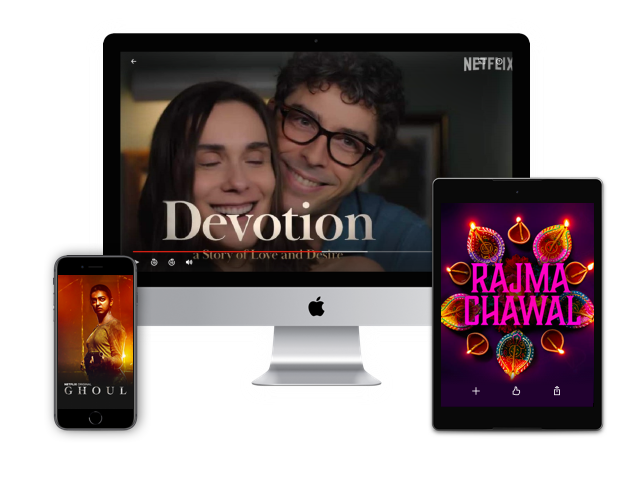 NETFLIX
Devotion
a Story of Love and Desire
RAJMA
CHAWAL
NETFLIX ORIGINAL
GHOUL